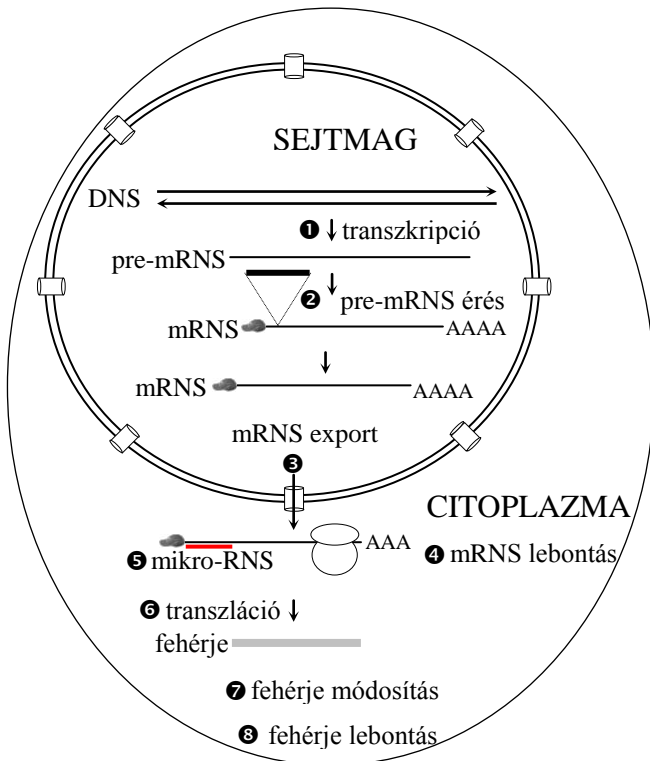 SEJTMAG
DNS
❶ transzkripció
pre-mRNS
❷ pre-mRNS érés
mRNS AAAA
mRNS AAAA
mRNS export
❸
CITOPLAZMA
AAA
❹ mRNS lebontás
❺ mikro-RNS
❻ transzláció
fehérje
❼ fehérje módosítás
❽ fehérje lebontás